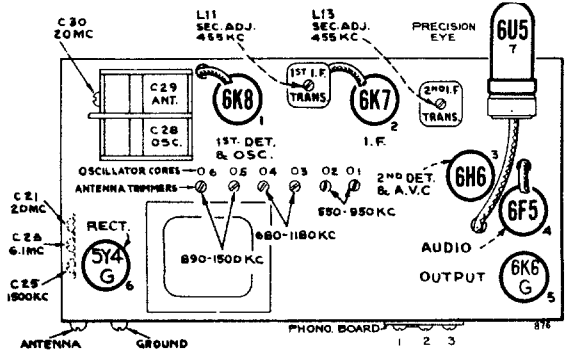 C30
20MC
L11
SEC. ADJ.
455KC
L13
SEC. ADJ.
455KC
PRECISION
EYE
6U5
7
C29
ANT.
C28
OSC.
6K8
1
1ST I.F.
TRANS.
6K7
2
2ND I.F
TRANS.
1ST. DET.
& OSC.
I.F.
OSCILLATOR CORES
6 5 4 3 2 1
ANTENNA TRIMMERS
2ND DET.
& A.V.C
6H6
3
6F5
4
550-950KC
680-1180KC
890-1500KC
C21
20MC
C23
6.1MC
C25
1500KC
RECT.
5Y4
G
6
AUDIO
OUTPUT
6K6
G
5
876
ANTENNA
GROUND
PHONO. BOARD
1 2 3